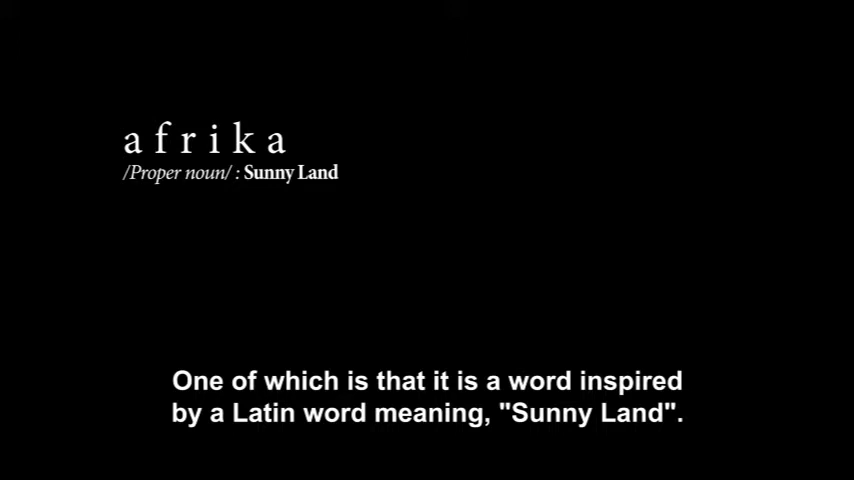 afrika
/Proper noun/ : Sunny Land
One of which is that it is a word inspired
by a Latin word meaning, "Sunny Land".